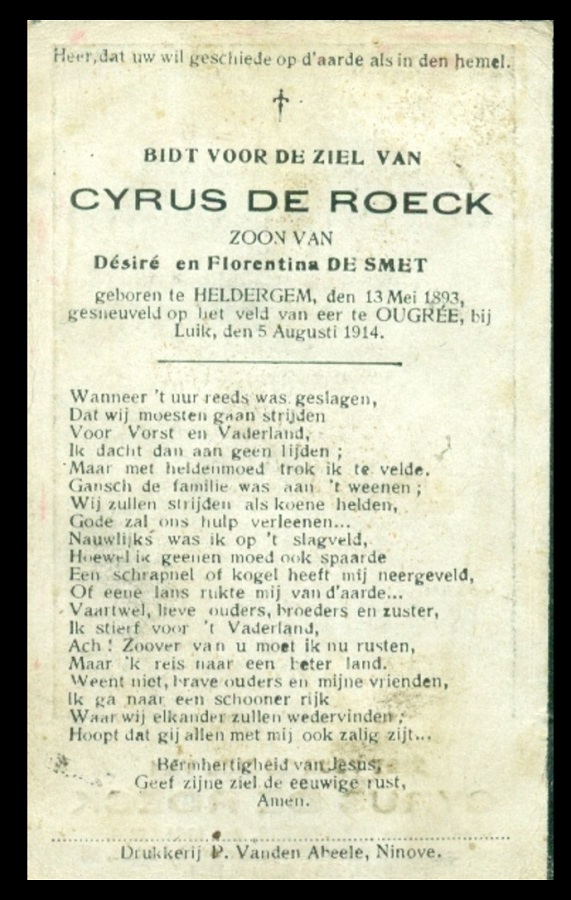 Heer, dat uw wil geschiede op d'aarde als in den hemel.
BIDT VOOR DE ZIEL VAN
CYRUS DE ROECK
ZOON VAN
Désiré en Florentina DE SMET
geboren te HELDERGEM, den 13 Mei 1893,
gesneuveld op het veld van eer te OUGRÉE, bij
Luik, den 5 Augusti 1914.
Wanneer 't uur reeds was geslagen,
Dat wij moesten gaan strijden
Voor Vorst en Vaderland,
Ik dacht dan aan geen lijden ;
Maar met heldenmoed trok ik te velde.
Gansch de familie was aan 't weenen ;
Wij zullen strijden als koene helden,
Gode zal ons hulp verleenen...
Nauwlijks was ik op 't slagveld,
Hoewel ik geenen moed ook spaarde
Een schrapnel of kogel heeft mij neergeveld,
Of eene lans rukte mij van d'aarde...
Vaartwel, lieve ouders, broeders en zuster,
Ik stierf voor 't Vaderland,
Ach ! Zoover van u moet ik nu rusten,
Maar 'k reis naar een beter land.
Weent niet, brave ouders en mijne vrienden,
Ik ga naar een schooner rijk
Waar wij elkander zullen wedervinden ;
Hoopt dat gij allen met mij ook zalig zijt...
Bermhertigheid van Jesus,
Geef zijne ziel de eeuwige rust,
Amen.
Drukkerij P. Vanden Abeele, Ninove.